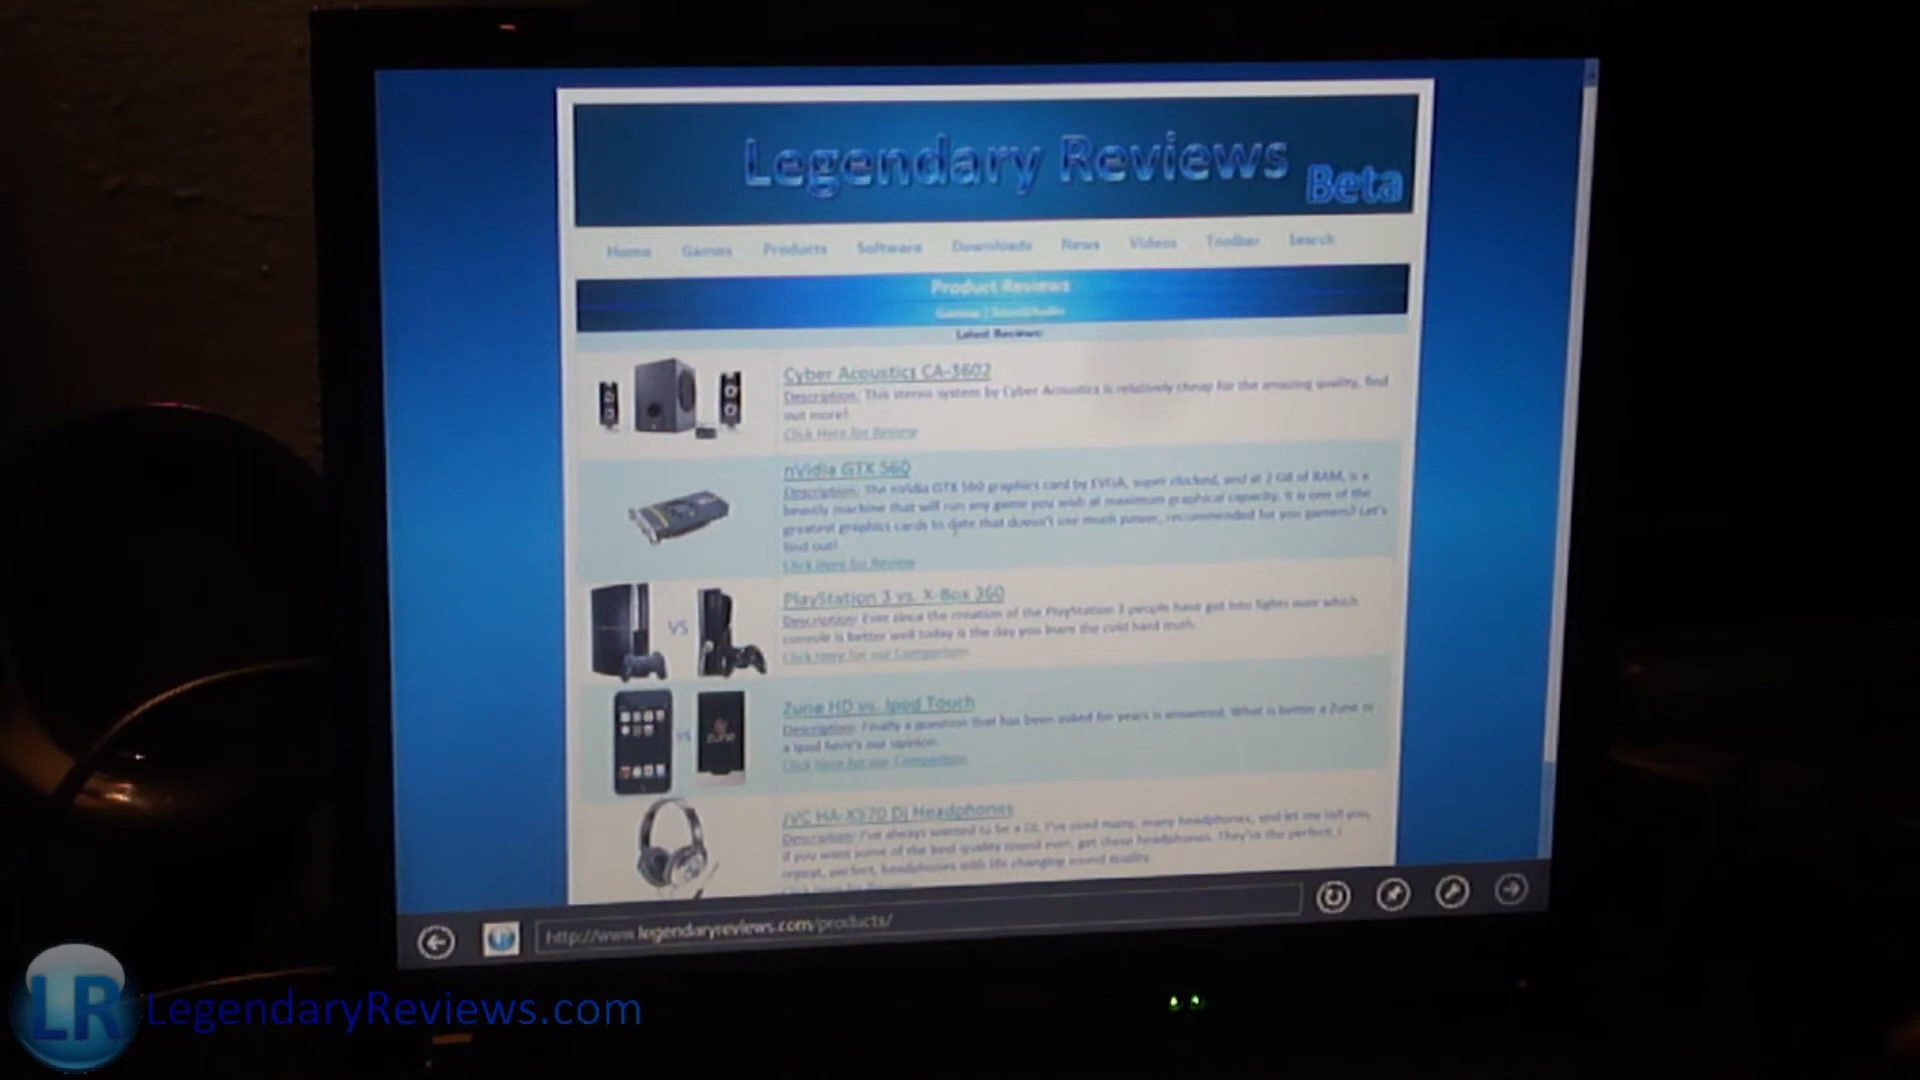 Legendary Reviews Beta
Home Games Products Software Downloads News Videos Toolbar Search
Product Reviews
Games | Sound/Audio
Latest Reviews:
Cyber Acoustics CA-3602
Description: This stereo system by Cyber Acoustics is relatively cheap for the amazing quality, find
out more!
Click Here for Review
nVidia GTX 560
Description: The nVidia GTX 560 graphics card by EVGA, super clocked, and at 2 GB of RAM, is a
beastly machine that will run any game you wish at maximum graphical capacity. It is one of the
greatest graphics cards to date that doesn't use much power, recommended for you gamers? Let's
find out!
Click Here for Review
VS
PlayStation 3 vs. X-Box 360
Description: Ever since the creation of the PlayStation 3 people have got into fights over which
console is better well today is the day you learn the cold hard truth.
Click Here for our Comparison
vs
zune
Zune HD vs. Ipod Touch
Description: Finally a question that has been asked for years is answered. What is better a Zune or
a Ipod here's our opinion.
Click Here for our Comparison
JVC HA-X570 Dj Headphones
Description: I've always wanted to be a DJ. I've used many, many headphones, and let me tell you,
if you want some of the best quality sound ever, get these headphones. They're the perfect, I
repeat, perfect, headphones with life changing sound quality.
http://www.legendaryreviews.com/products/
LR LegendaryReviews.com